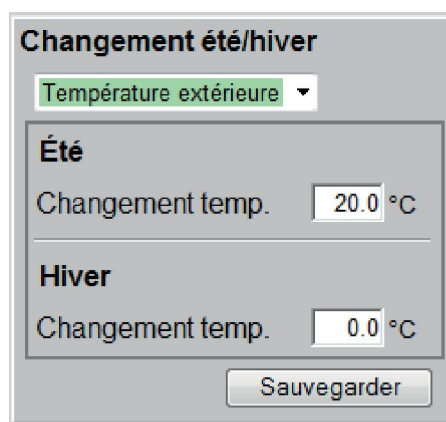 Changement été/hiver
Température extérieure
Été
Changement temp. 20.0 °C
Hiver
Changement temp. 0.0 °C
Sauvegarder